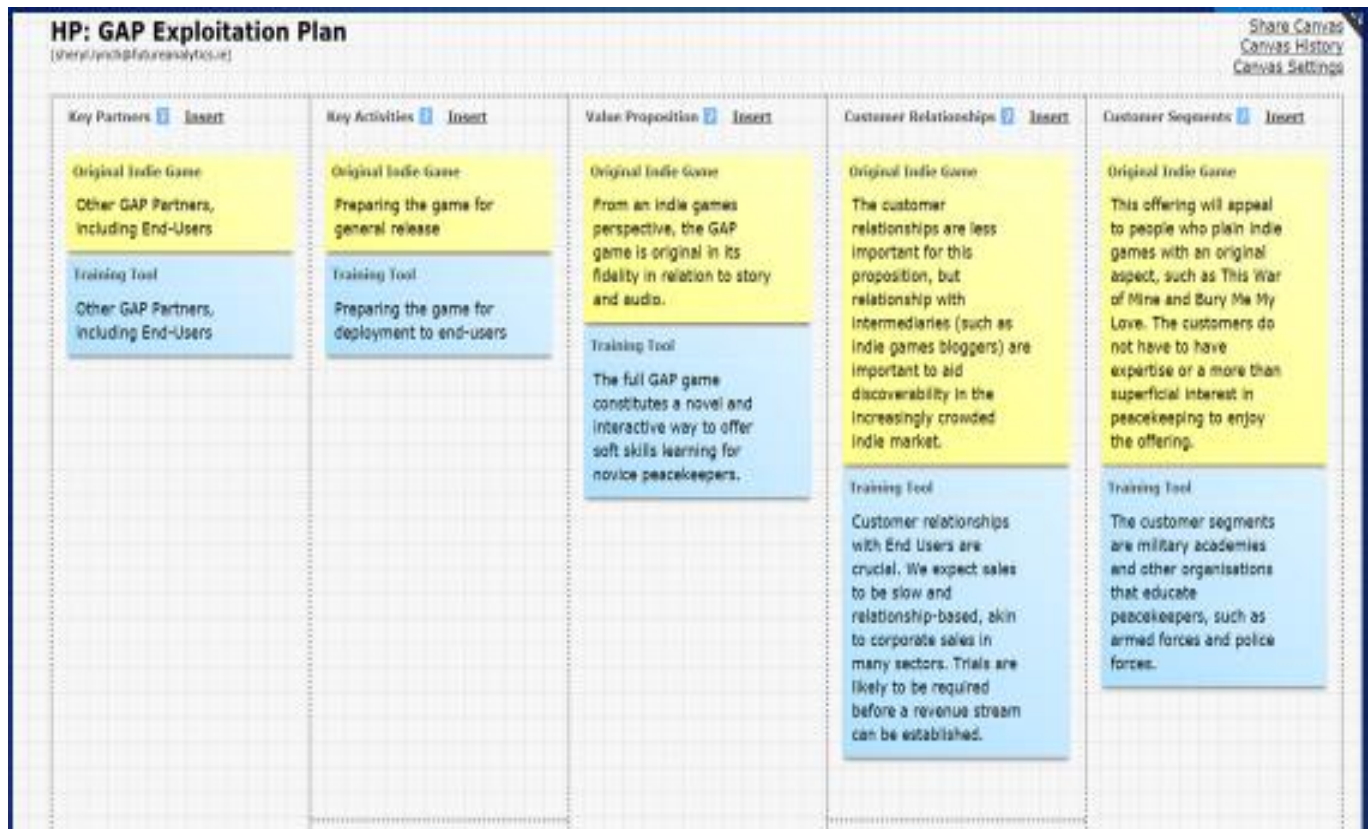 HP: GAP Exploitation Plan
Share Canvas
Canvas History
Canvas Settings
Key Partners Insert
Original Indie Game
Other GAP Partners,
including End-Users
Training Tool
Other GAP Partners,
including End-Users
Key Activities Insert
Original Indie Game
Preparing the game for
general release
Training Tool
Preparing the game for
deployment to end-users
Value Proposition Insert
Original Indie Game
From an indie games
perspective, the GAP
game is original in its
fidelity in relation to story
and audio.
Training Tool
The full GAP game
constitutes a novel and
interactive way to offer
soft skills learning for
novice peacekeepers.
Customer Relationships Insert
Original Indie Game
The customer
relationships are less
important for this
proposition, but
relationship with
intermediaries (such as
indie games bloggers) are
important to aid
discoverability in the
increasingly crowded
indie market.
Training Tool
Customer relationships
with End Users are
crucial. We expect sales
to be slow and
relationship-based, akin
to corporate sales in
many sectors. Trials are
likely to be required
before a revenue stream
can be established.
Customer Segments Insert
Original Indie Game
This offering will appeal
to people who plain indie
games with an original
aspect, such as This War
of Mine and Bury Me My
Love. The customers do
not have to have
expertise or a more than
superficial interest in
peacekeeping to enjoy
the offering.
Training Tool
The customer segments
are military academies
and other organisations
that educate
peacekeepers, such as
armed forces and police
forces.